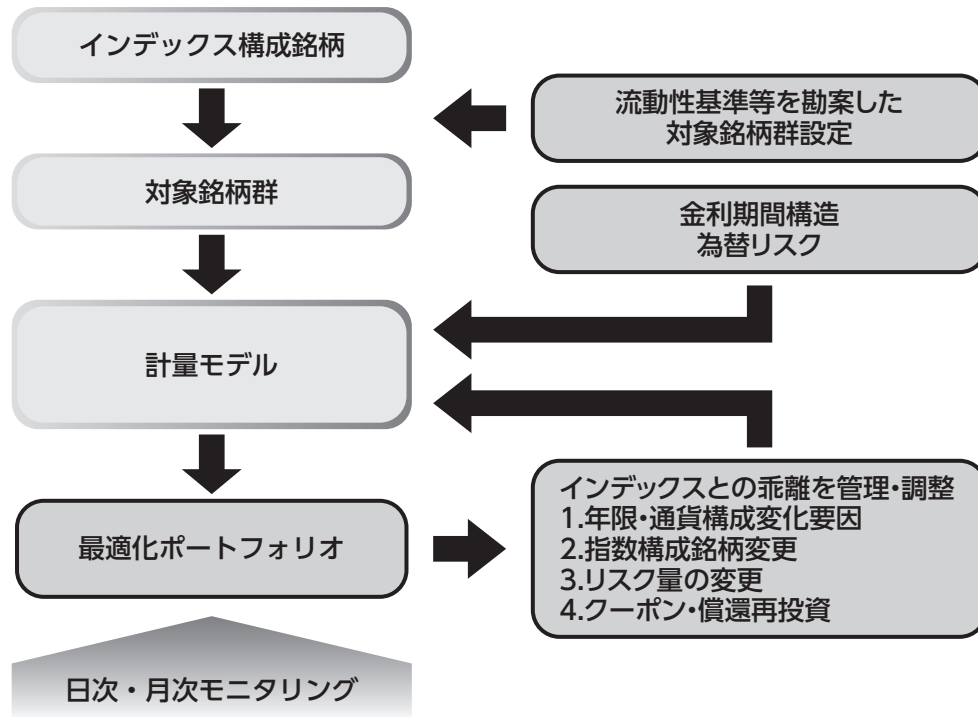 インデックス構成銘柄
流動性基準等を勘案した
対象銘柄群設定
対象銘柄群
金利期間構造
為替リスク
計量モデル
最適化ポートフォリオ
インデックスとの乖離を管理・調整
1.年限・通貨構成変化要因
2.指数構成銘柄変更
3.リスク量の変更
4.クーポン・償還再投資
日次・月次モニタリング